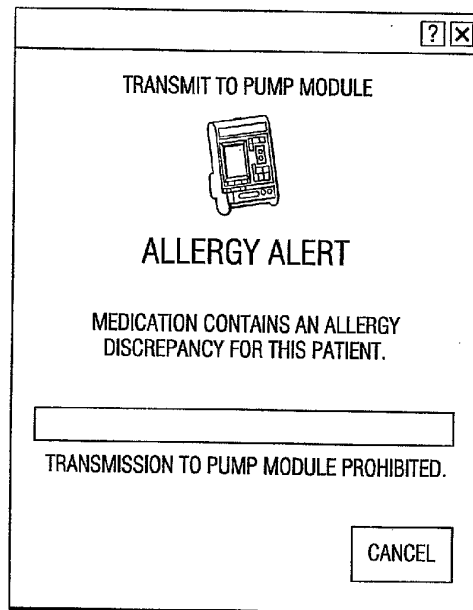 ?
TRANSMIT TO PUMP MODULE
ALLERGY ALERT
MEDICATION CONTAINS AN ALLERGY
DISCREPANCY FOR THIS PATIENT.
TRANSMISSION TO PUMP MODULE PROHIBITED.
CANCEL